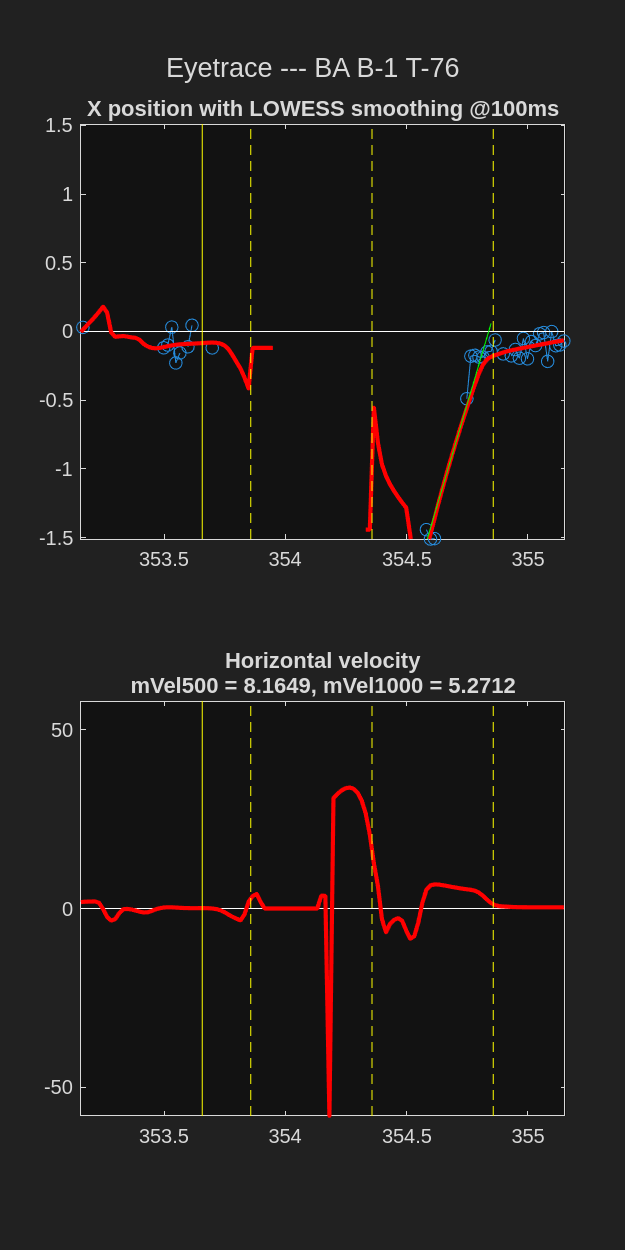 Eyetrace --- BA B-1 T-76
X position with LOWESS smoothing @100ms
1.5
1
0.5
0
-0.5
-1
-1.5
353.5 354 354.5 355
Horizontal velocity
mVel500 = 8.1649, mVel1000 = 5.2712
50
0
-50
353.5 354 354.5 355